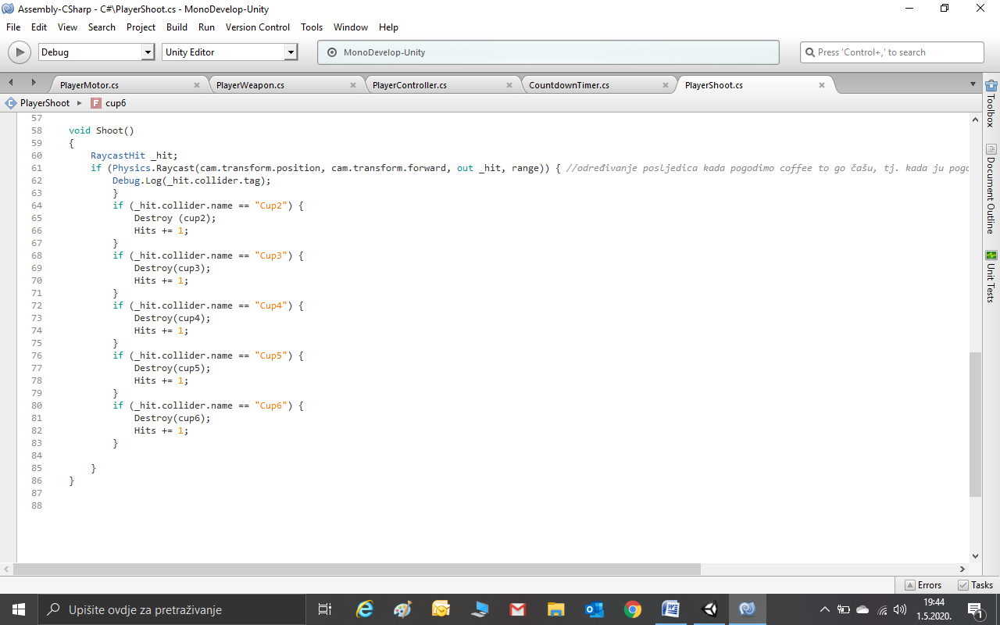 Assembly-CSharp - C#\PlayerShoot.cs - MonoDevelop-Unity
File Edit View Search Project Build Run Version Control Tools Window Help
Debug Unity Editor MonoDevelop-Unity Press 'Control+,' to search
PlayerMotor.cs PlayerWeapon.cs PlayerController.cs CountdownTimer.cs PlayerShoot.cs
C PlayerShoot F cup6
Toolbox
Document Outline
Unit Tests
57
58 void Shoot()
59 {
60 RaycastHit _hit;
61 if (Physics.Raycast(cam.transform.position, cam.transform.forward, out _hit, range)) { //određivanje posljedica kada pogodimo coffee to go čašu, tj. kada ju pogo
62 Debug.Log(_hit.collider.tag);
63 }
64 if (_hit.collider.name == "Cup2") {
65 Destroy (cup2);
66 Hits += 1;
67 }
68 if (_hit.collider.name == "Cup3") {
69 Destroy(cup3);
70 Hits += 1;
71 }
72 if (_hit.collider.name == "Cup4") {
73 Destroy(cup4);
74 Hits += 1;
75 }
76 if (_hit.collider.name == "Cup5") {
77 Destroy(cup5);
78 Hits += 1;
79 }
80 if (_hit.collider.name == "Cup6") {
81 Destroy(cup6);
82 Hits += 1;
83 }
84
85 }
86 }
87
88
Errors Tasks
Upišite ovdje za pretraživanje
19:44
1.5.2020.
1